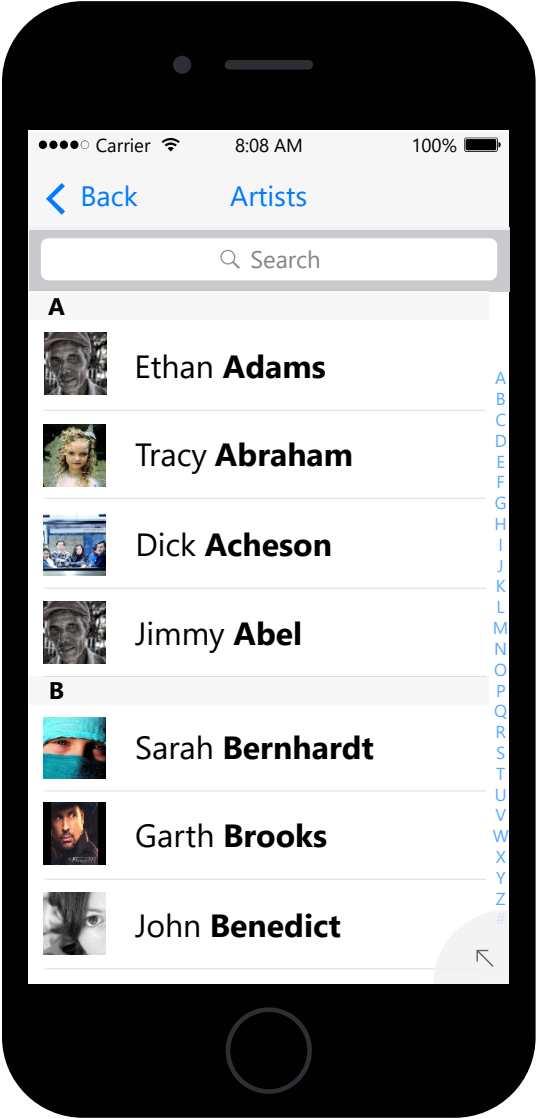 Carrier 8:08 AM 100%
Back Artists
Search
A
Ethan Adams
Tracy Abraham
Dick Acheson
Jimmy Abel
B
Sarah Bernhardt
Garth Brooks
John Benedict
A
B
C
D
E
F
G
H
I
J
K
L
M
N
O
P
Q
R
S
T
U
V
W
X
Y
Z
#